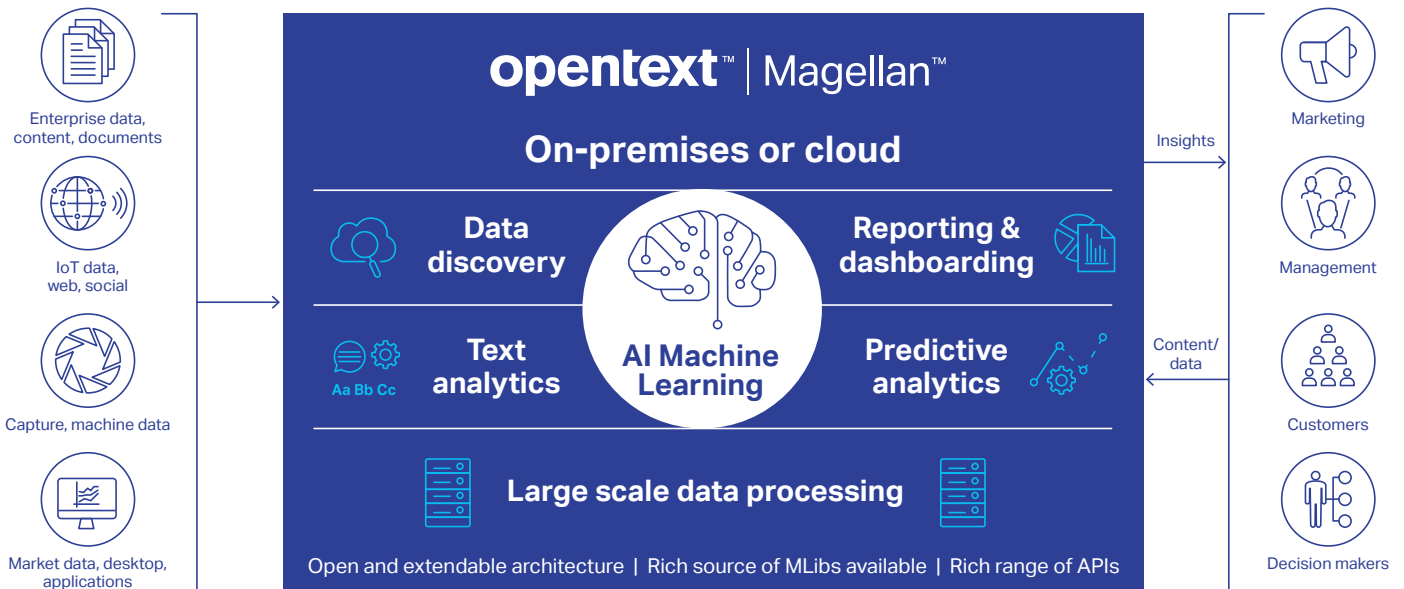 Enterprise data,
content, documents
IoT data,
web, social
Capture, machine data
Market data, desktop,
applications
opentext™ | Magellan™
On-premises or cloud
Data
discovery
Reporting &
dashboarding
Text
analytics
Aa Bb Cc
AI Machine
Learning
Predictive
analytics
Large scale data processing
Open and extendable architecture | Rich source of MLibs available | Rich range of APIs
Insights
Content/
data
Marketing
Management
Customers
Decision makers